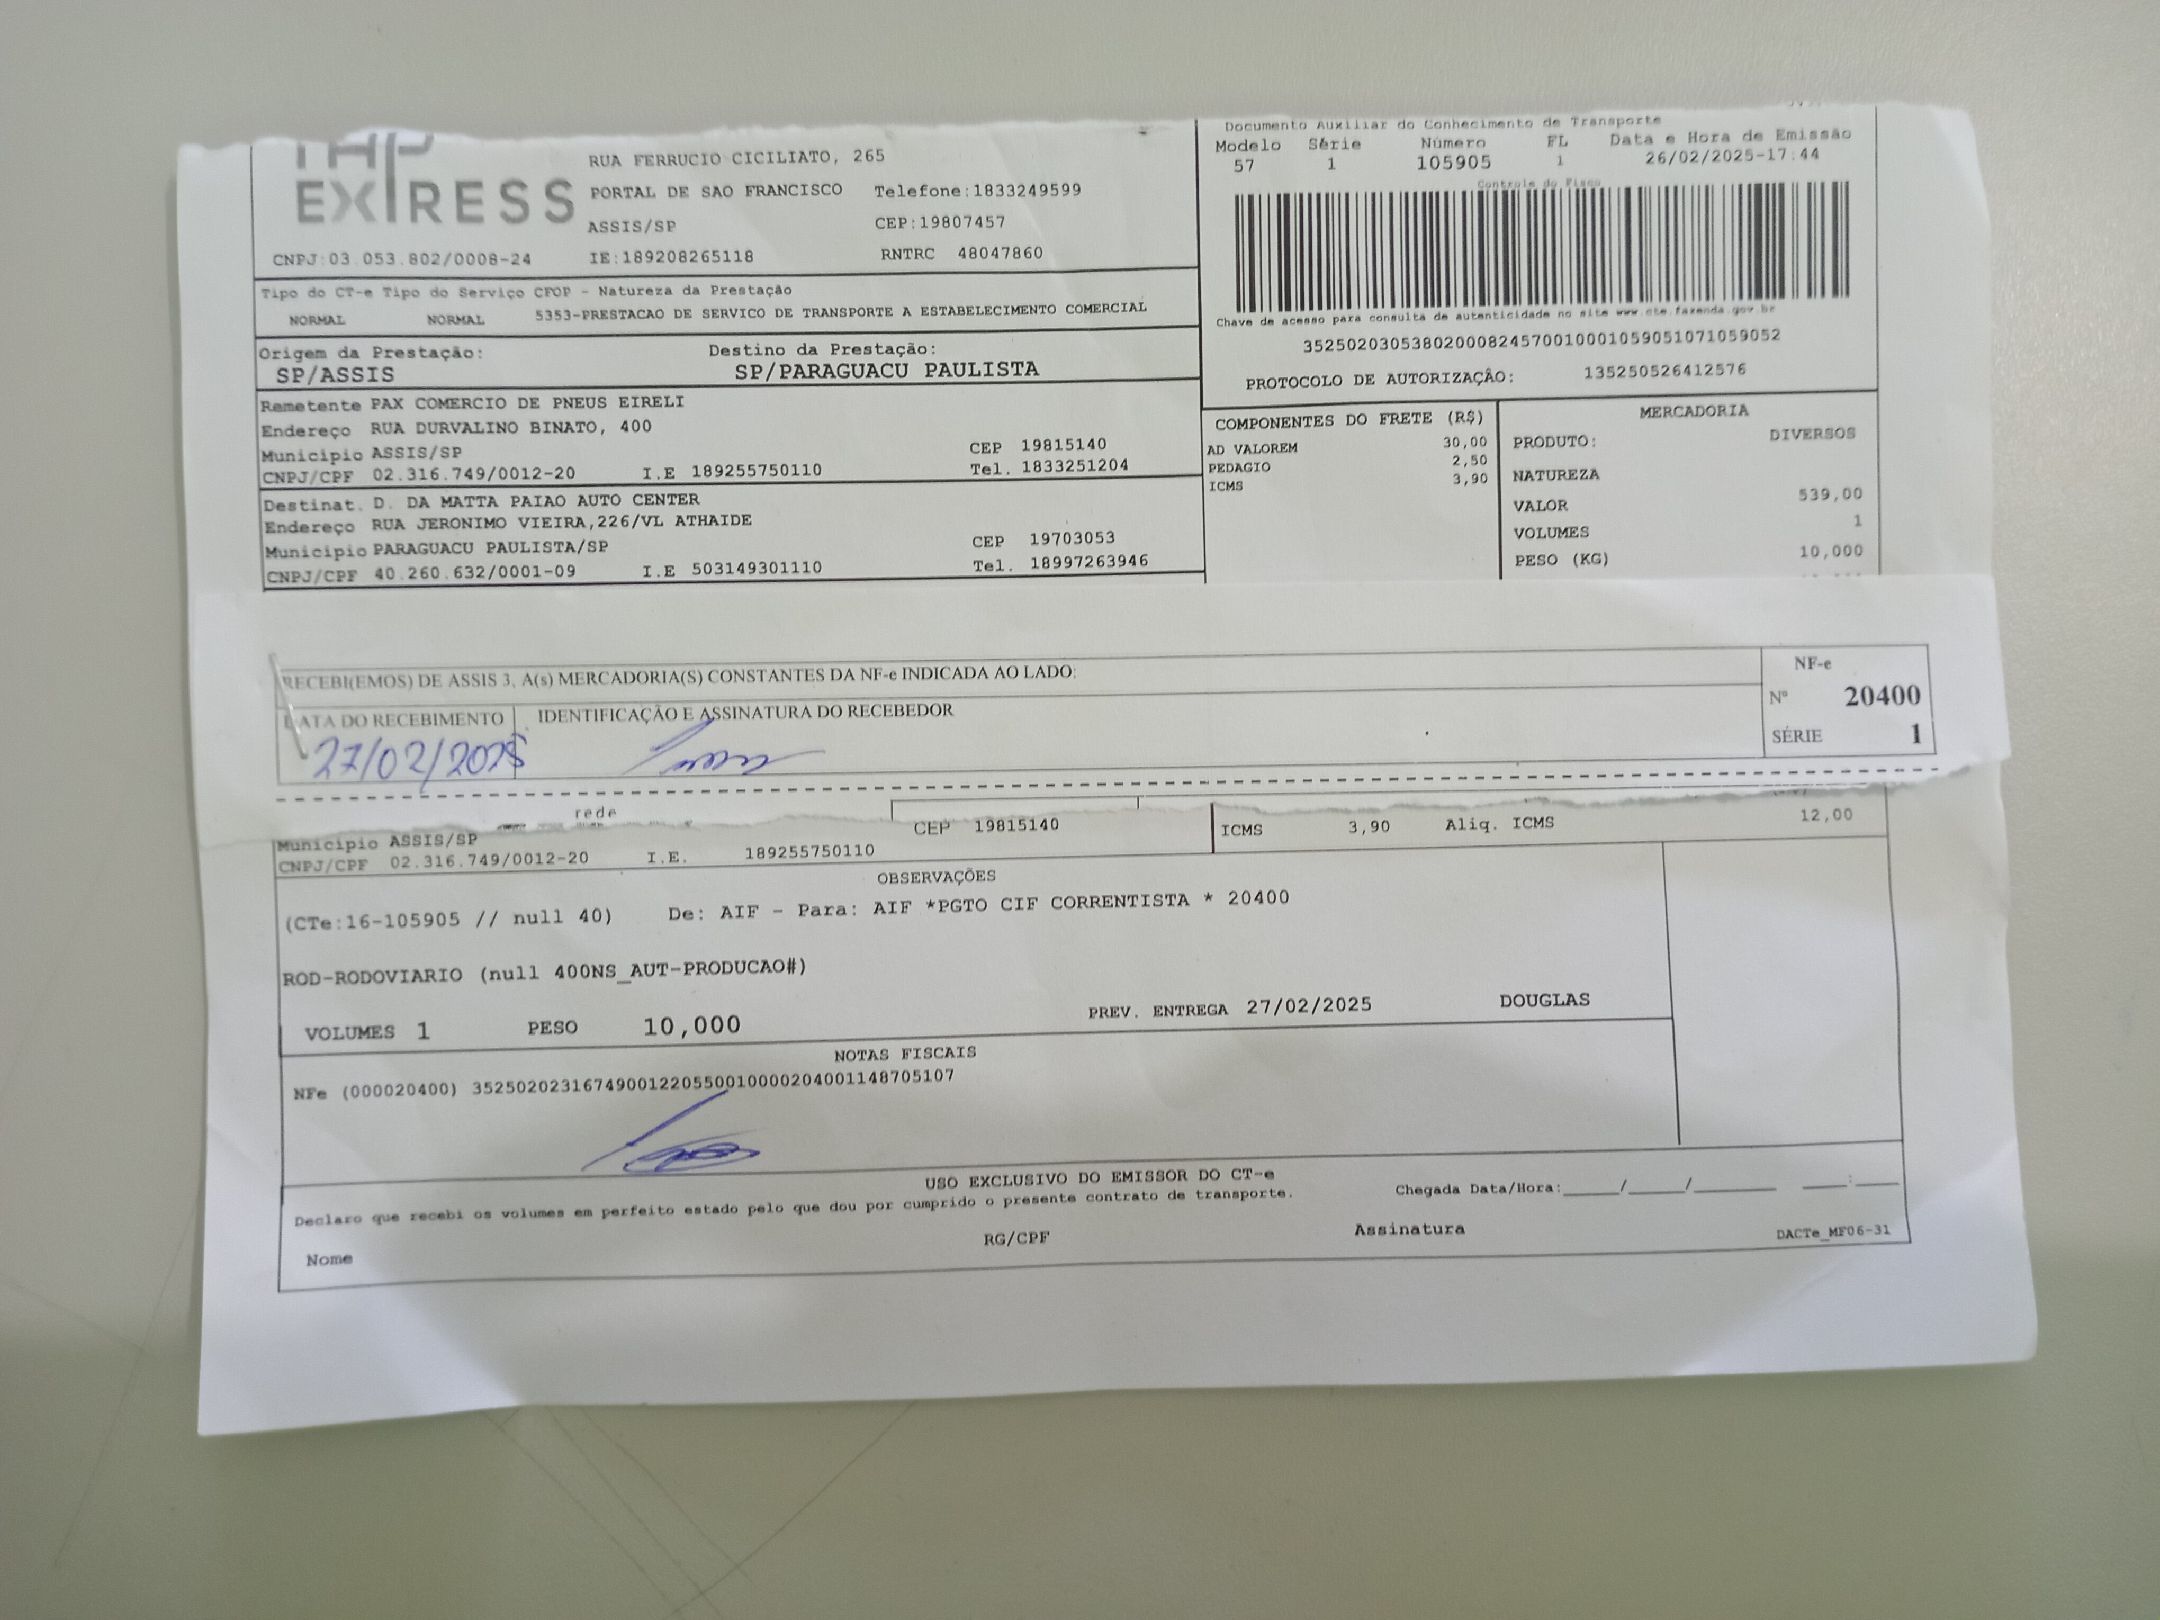 EXPRESS
RUA FERRUCIO CICILIATO, 265
PORTAL DE SAO FRANCISCO Telefone:1833249599
ASSIS/SP CEP:19807457
CNPJ:03.053.802/0008-24 IE:189208265118 RNTRC 48047860
Documento Auxiliar do Conhecimento de Transporte
Modelo Série Número FL Data e Hora de Emissão
57 1 105905 1 26/02/2025-17:44
Controle do Fisco
Chave de acesso para consulta de autenticidade no site www.cte.fazenda.gov.br
35250203053802000824570010001059051071059052
PROTOCOLO DE AUTORIZAÇÃO: 135250526412576
Tipo do CT-e Tipo do Serviço CFOP - Natureza da Prestação
NORMAL NORMAL 5353-PRESTACAO DE SERVICO DE TRANSPORTE A ESTABELECIMENTO COMERCIAL
Origem da Prestação: Destino da Prestação:
SP/ASSIS SP/PARAGUACU PAULISTA
Remetente PAX COMERCIO DE PNEUS EIRELI
Endereço RUA DURVALINO BINATO, 400
Municipio ASSIS/SP CEP 19815140
CNPJ/CPF 02.316.749/0012-20 I.E 189255750110 Tel. 1833251204
Destinat. D. DA MATTA PAIAO AUTO CENTER
Endereço RUA JERONIMO VIEIRA,226/VL ATHAIDE
Municipio PARAGUACU PAULISTA/SP CEP 19703053
CNPJ/CPF 40.260.632/0001-09 I.E 503149301110 Tel. 18997263946
COMPONENTES DO FRETE (R$)
AD VALOREM 30,00
PEDAGIO 2,50
ICMS 3,90
MERCADORIA
PRODUTO: DIVERSOS
NATUREZA
VALOR 539,00
VOLUMES 1
PESO (KG) 10,000
RECEBI(EMOS) DE ASSIS 3, A(s) MERCADORIA(S) CONSTANTES DA NF-e INDICADA AO LADO:
DATA DO RECEBIMENTO IDENTIFICAÇÃO E ASSINATURA DO RECEBEDOR
27/02/2025
NF-e
Nº 20400
SÉRIE 1
rede
Municipio ASSIS/SP CEP 19815140
CNPJ/CPF 02.316.749/0012-20 I.E. 189255750110
ICMS 3,90 Aliq. ICMS 12,00
OBSERVAÇÕES
(CTe:16-105905 // null 40) De: AIF - Para: AIF *PGTO CIF CORRENTISTA * 20400
ROD-RODOVIARIO (null 400NS_AUT-PRODUCAO#)
VOLUMES 1 PESO 10,000 PREV. ENTREGA 27/02/2025 DOUGLAS
NOTAS FISCAIS
NFe (000020400) 35250202316749001220550010000204001148705107
USO EXCLUSIVO DO EMISSOR DO CT-e
Declaro que recebi os volumes em perfeito estado pelo que dou por cumprido o presente contrato de transporte. Chegada Data/Hora:_____/_____/________ ____:____
Nome RG/CPF Assinatura DACTe_MF06-31